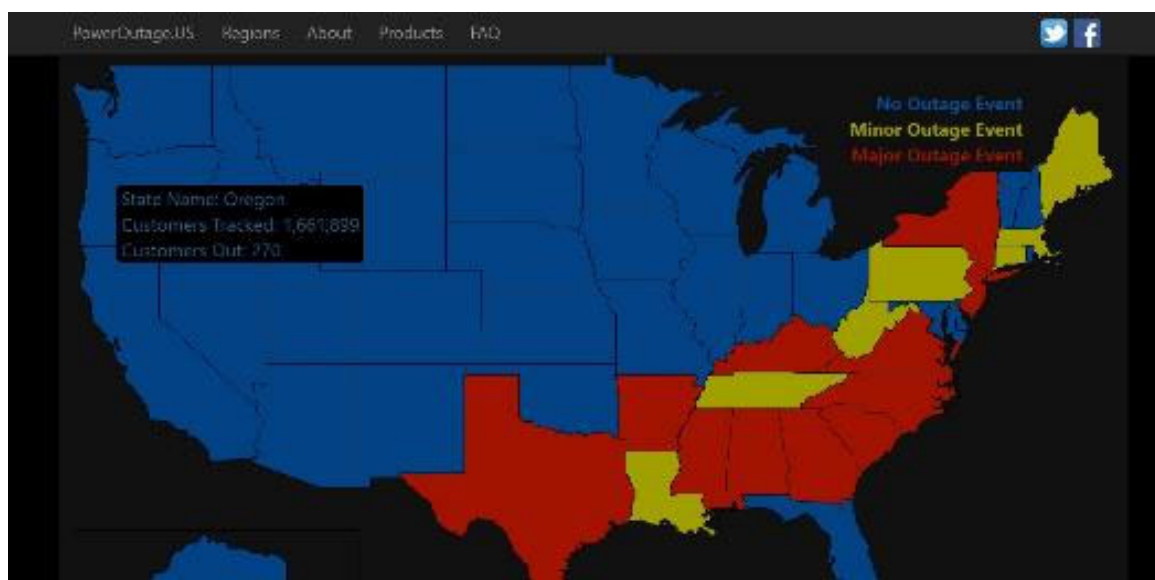 PowerOutage.US Regions About Products FAQ
No Outage Event
Minor Outage Event
Major Outage Event
State Name: Oregon
Customers Tracked: 1,661,899
Customers Out: 270